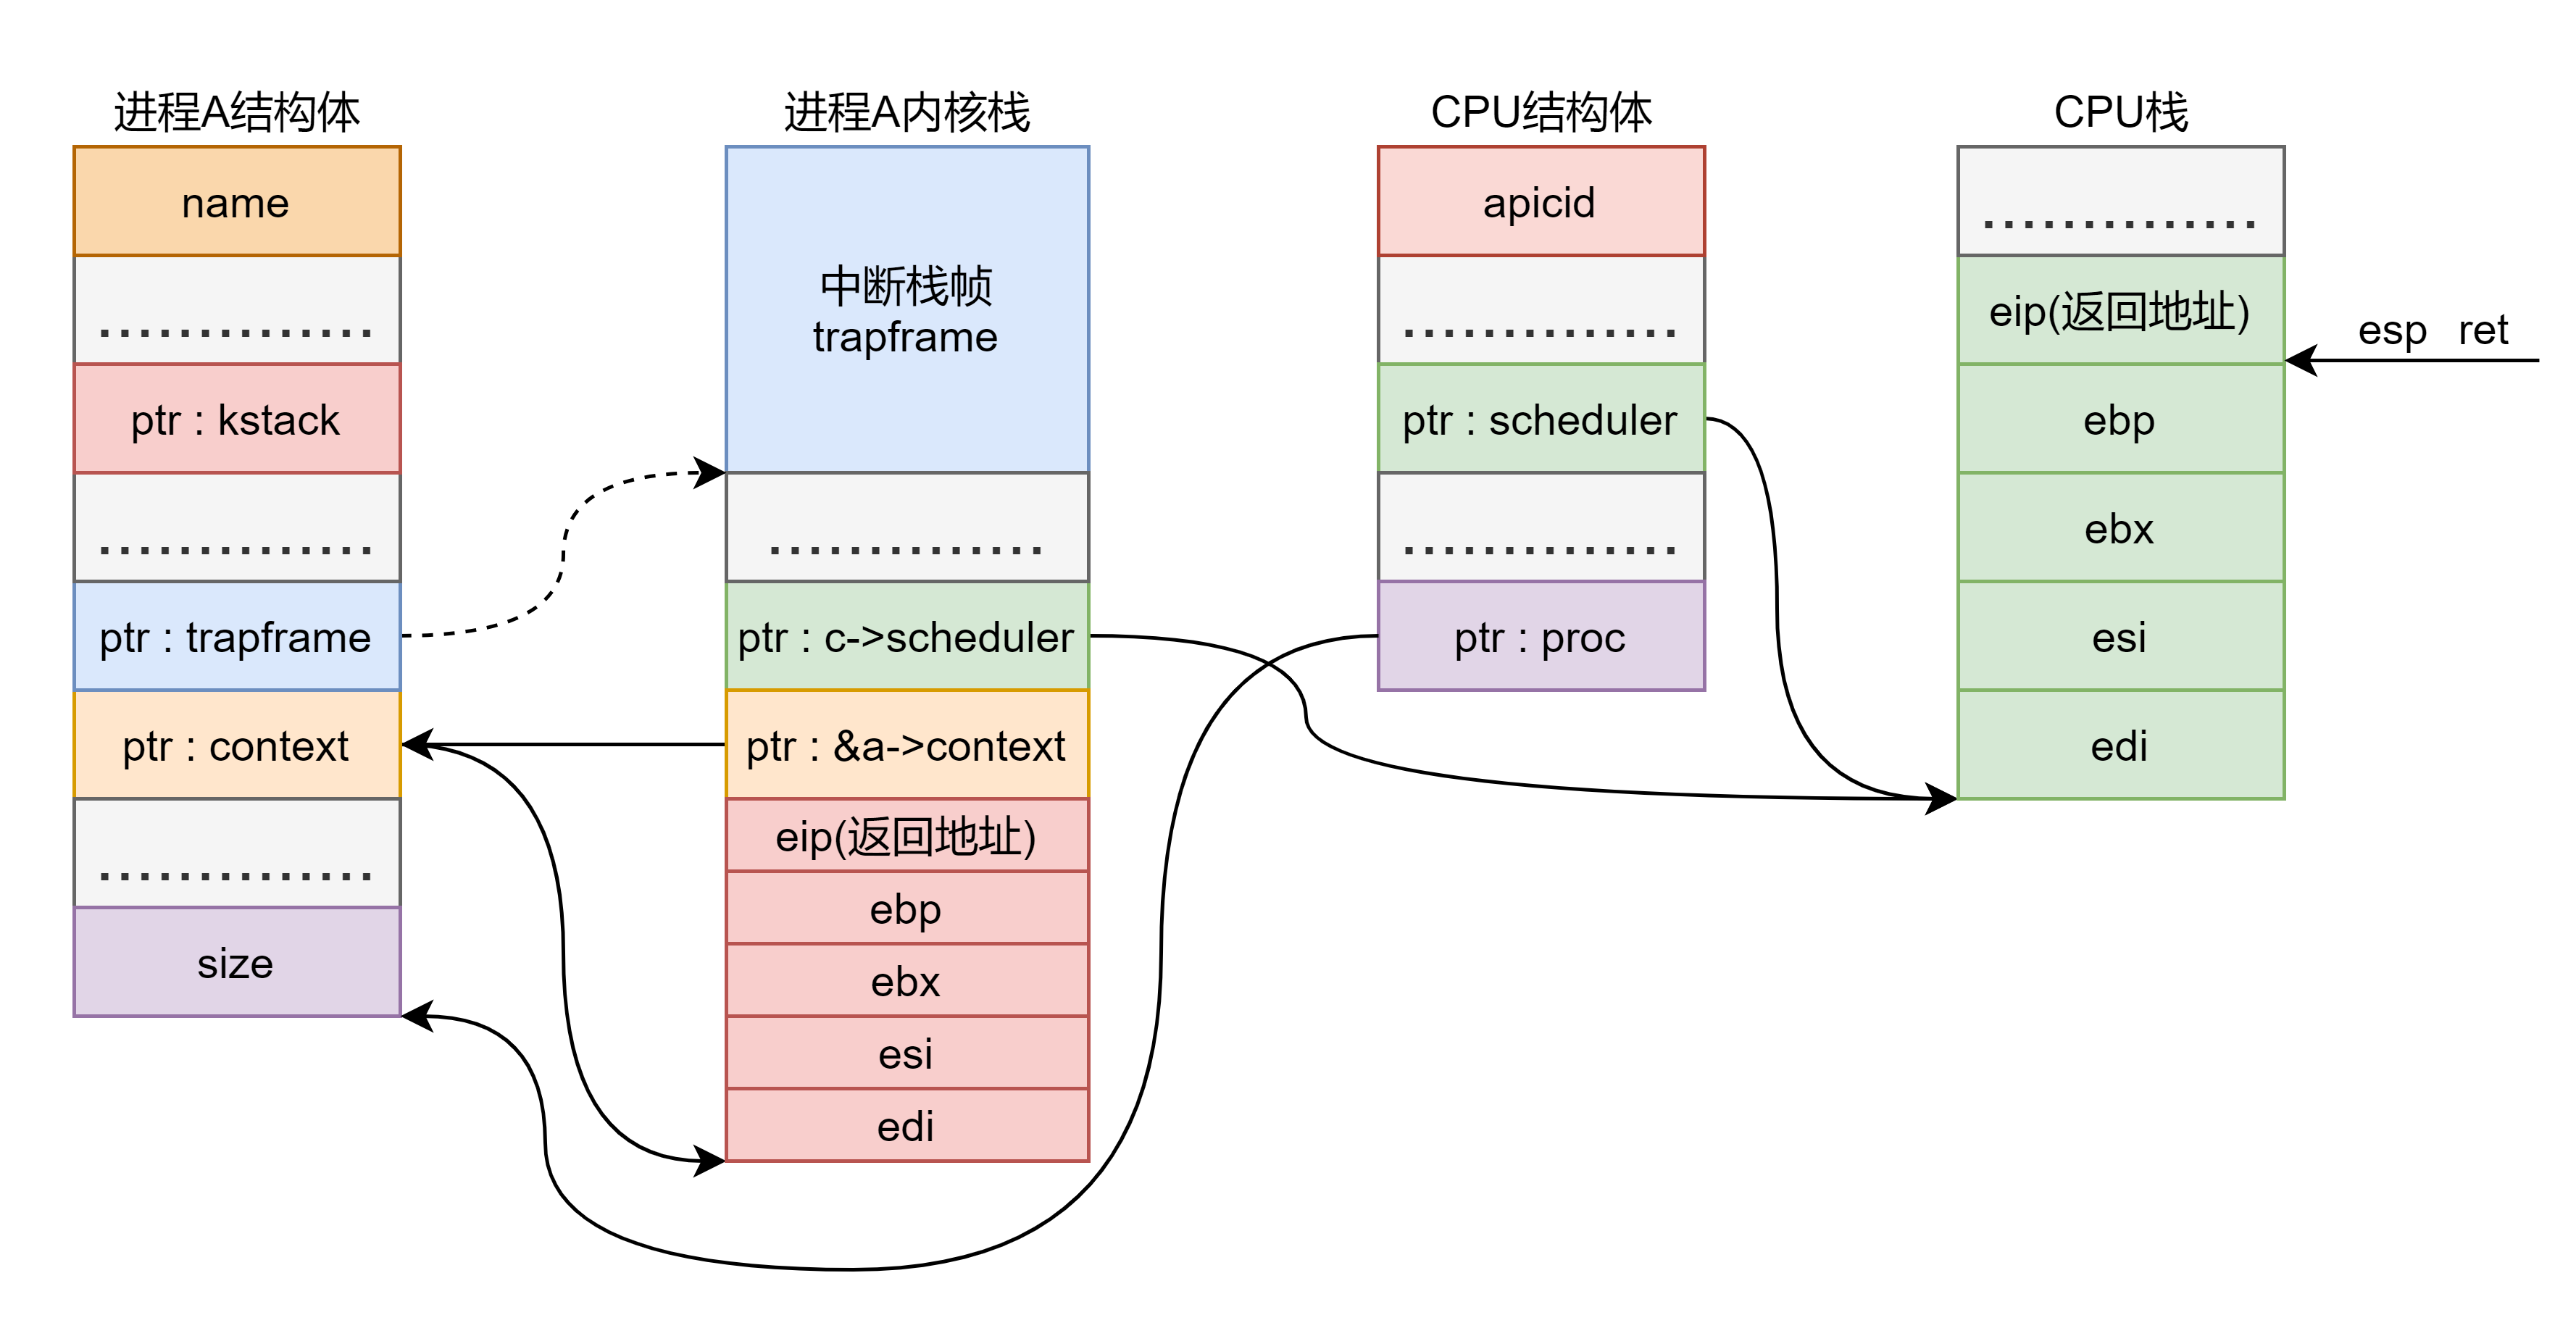 进程A结构体
name
..............
ptr : kstack
..............
ptr : trapframe
ptr : context
..............
size
进程A内核栈
中断栈帧
trapframe
..............
ptr : c->scheduler
ptr : &a->context
eip(返回地址)
ebp
ebx
esi
edi
CPU结构体
apicid
..............
ptr : scheduler
..............
ptr : proc
CPU栈
..............
eip(返回地址)
ebp
ebx
esi
edi
esp ret